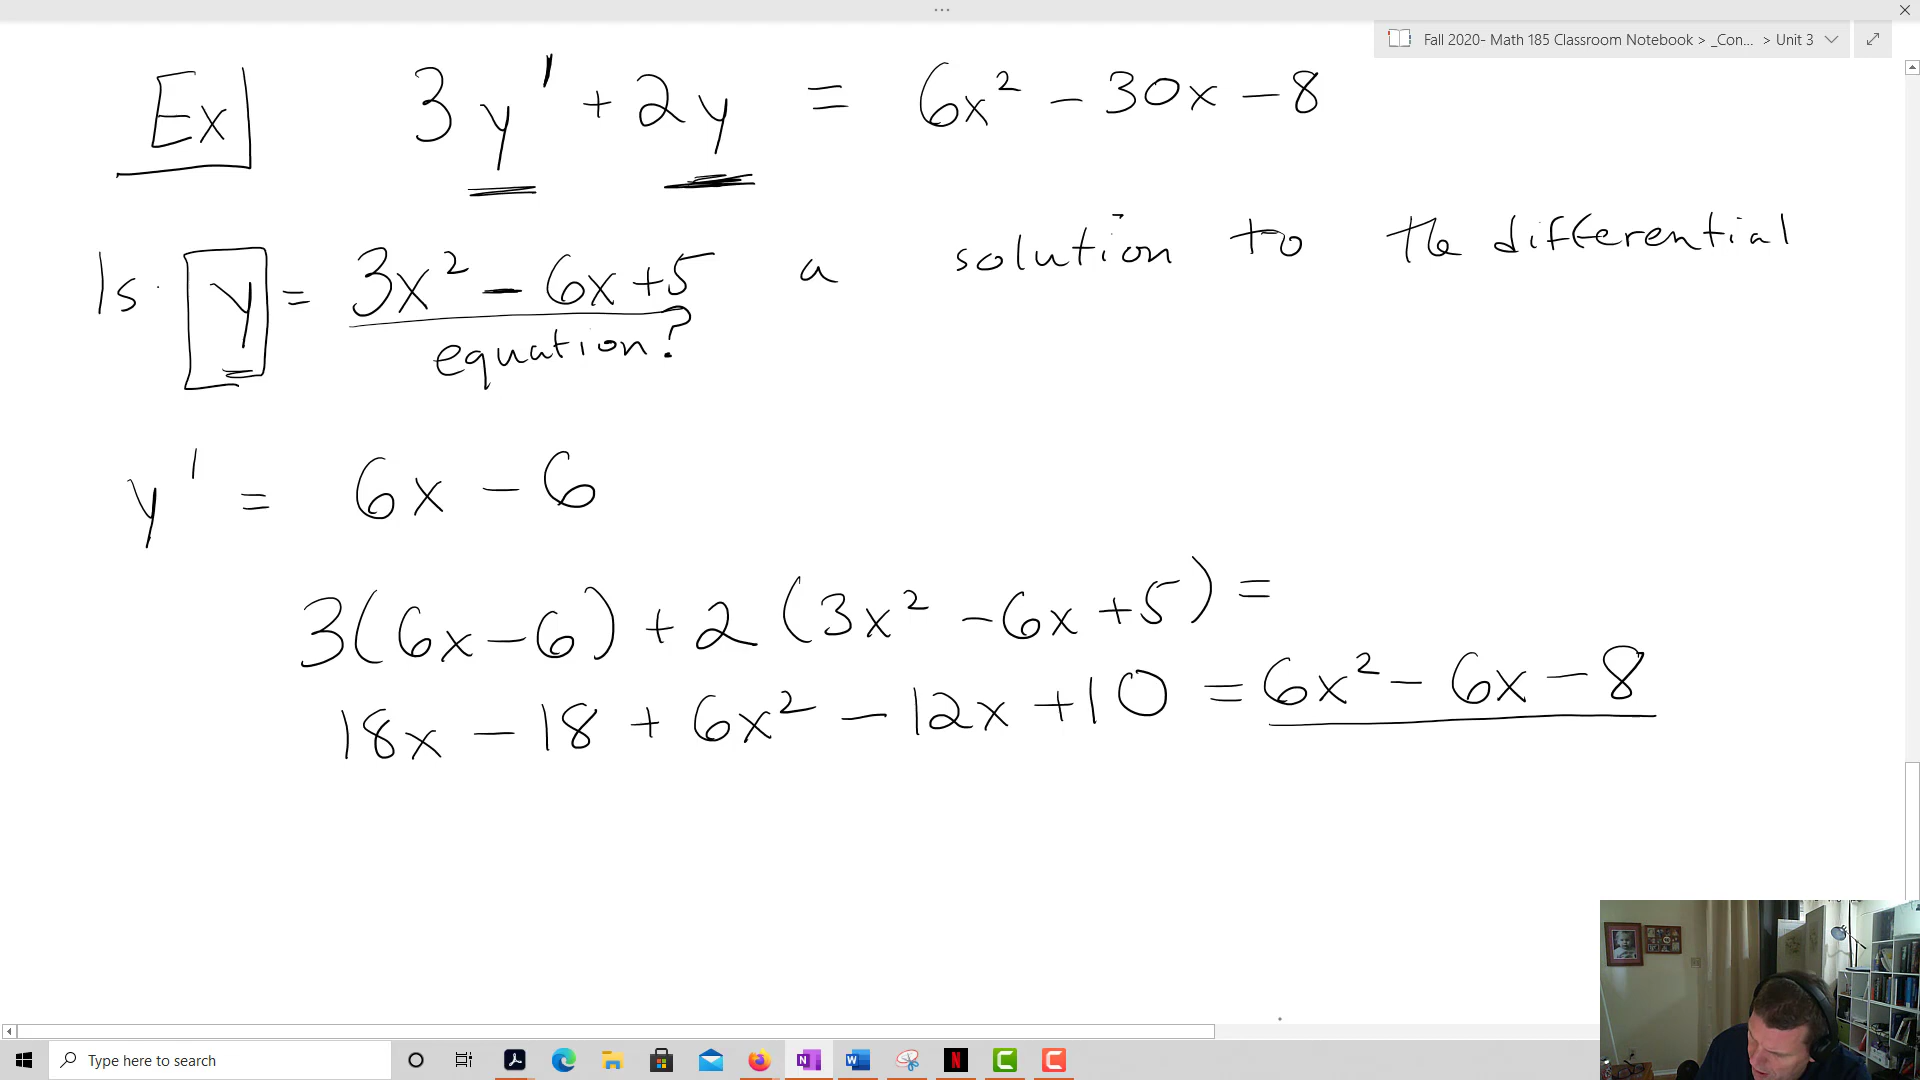 Fall 2020- Math 185 Classroom Notebook > _Con... > Unit 3
Ex 3y' + 2y = 6x² - 30x - 8
Is y = 3x² - 6x + 5 a solution to the differential
equation?
y' = 6x - 6
3(6x - 6) + 2(3x² - 6x + 5) =
18x - 18 + 6x² - 12x + 10 = 6x² - 6x - 8
Type here to search